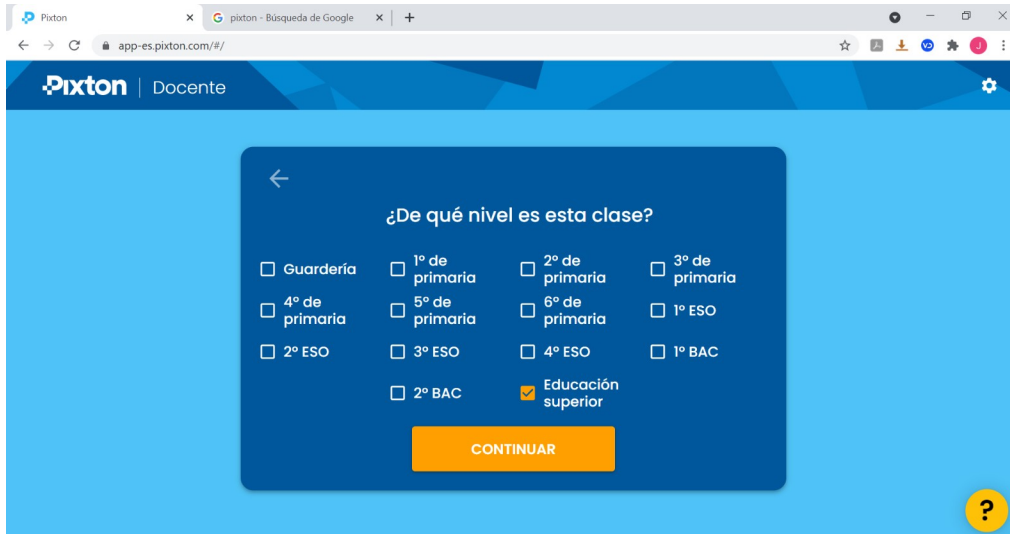 Pixton
pixton - Búsqueda de Google
app-es.pixton.com/#/
J
Pixton | Docente
¿De qué nivel es esta clase?
Guardería
1º de
primaria
2º de
primaria
3º de
primaria
4º de
primaria
5º de
primaria
6º de
primaria
1º ESO
2º ESO
3º ESO
4º ESO
1º BAC
2º BAC
Educación
superior
CONTINUAR
?